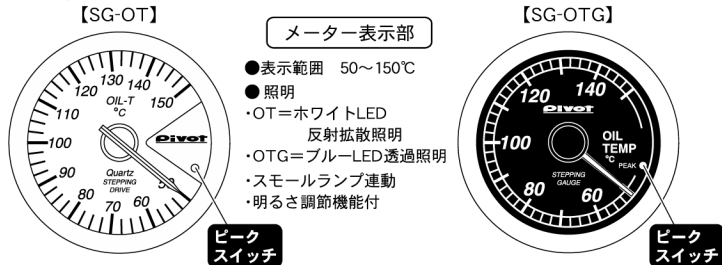 【SG-OT】
130
120
140
110
OIL-T
150
℃
100
Pivot
90
Quartz
STEPPING
DRIVE
80
70
60
ピーク
スイッチ
メーター表示部
●表示範囲 50～150℃
●照明
・OT＝ホワイトLED
反射拡散照明
・OTG＝ブルーLED透過照明
・スモールランプ連動
・明るさ調節機能付
【SG-OTG】
120
140
Pivot
100
OIL
TEMP
℃
PEAK
STEPPING
GAUGE
80
60
ピーク
スイッチ